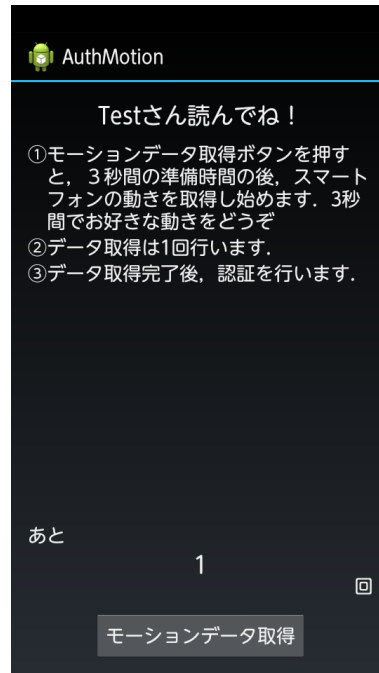 AuthMotion
Testさん読んでね！
①モーションデータ取得ボタンを押す
と，３秒間の準備時間の後，スマート
フォンの動きを取得し始めます．3秒
間でお好きな動きをどうぞ
②データ取得は1回行います．
③データ取得完了後，認証を行います．
あと
1
回
モーションデータ取得